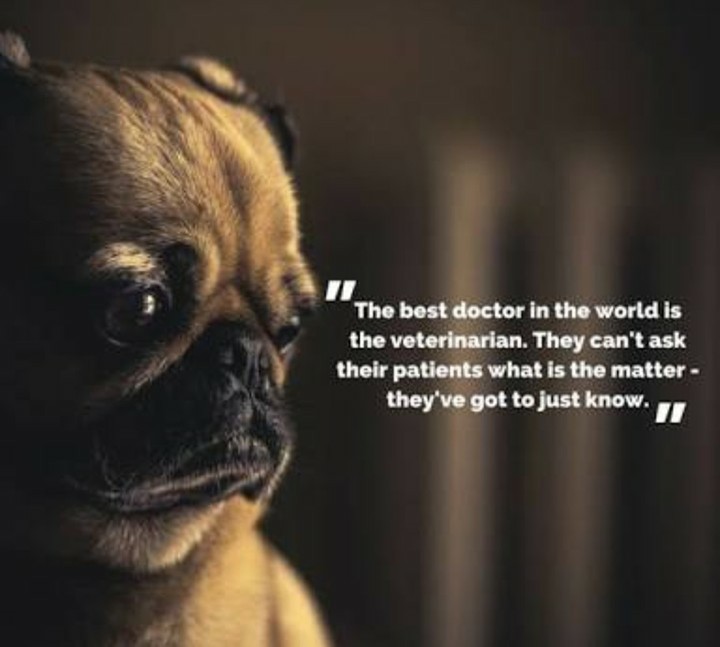 "The best doctor in the world is
the veterinarian. They can't ask
their patients what is the matter -
they've got to just know."